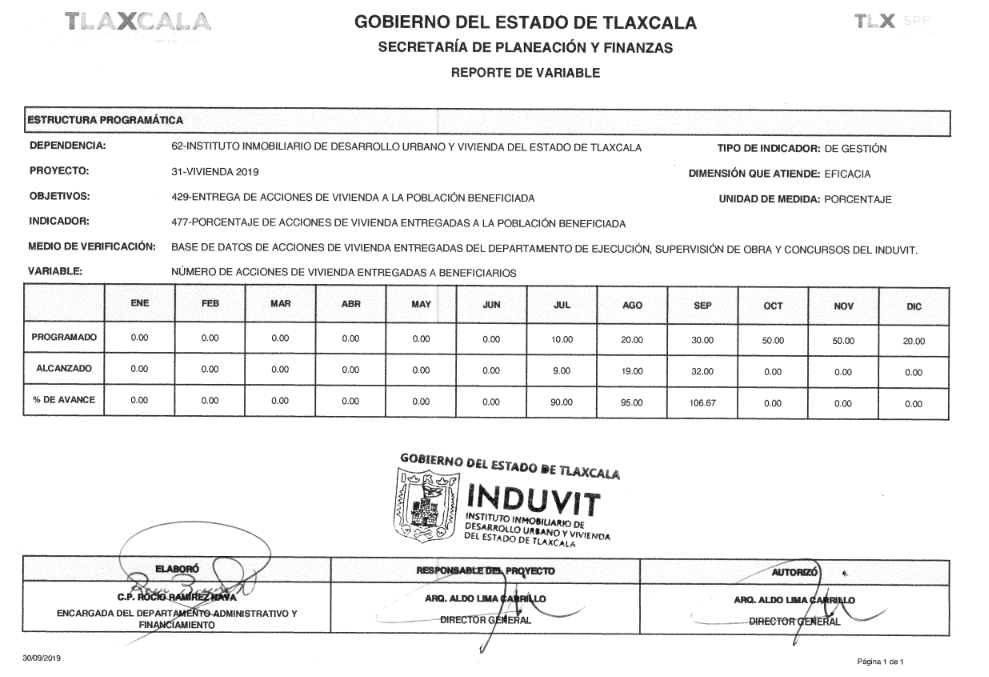 TLAXCALA
GOBIERNO DEL ESTADO DE TLAXCALA
TLX SPF
SECRETARÍA DE PLANEACIÓN Y FINANZAS
REPORTE DE VARIABLE
ESTRUCTURA PROGRAMÁTICA
DEPENDENCIA: 62-INSTITUTO INMOBILIARIO DE DESARROLLO URBANO Y VIVIENDA DEL ESTADO DE TLAXCALA TIPO DE INDICADOR: DE GESTIÓN
PROYECTO: 31-VIVIENDA 2019 DIMENSIÓN QUE ATIENDE: EFICACIA
OBJETIVOS: 429-ENTREGA DE ACCIONES DE VIVIENDA A LA POBLACIÓN BENEFICIADA UNIDAD DE MEDIDA: PORCENTAJE
INDICADOR: 477-PORCENTAJE DE ACCIONES DE VIVIENDA ENTREGADAS A LA POBLACIÓN BENEFICIADA
MEDIO DE VERIFICACIÓN: BASE DE DATOS DE ACCIONES DE VIVIENDA ENTREGADAS DEL DEPARTAMENTO DE EJECUCIÓN, SUPERVISIÓN DE OBRA Y CONCURSOS DEL INDUVIT.
VARIABLE: NÚMERO DE ACCIONES DE VIVIENDA ENTREGADAS A BENEFICIARIOS
ENE FEB MAR ABR MAY JUN JUL AGO SEP OCT NOV DIC
PROGRAMADO 0.00 0.00 0.00 0.00 0.00 0.00 10.00 20.00 30.00 50.00 50.00 20.00
ALCANZADO 0.00 0.00 0.00 0.00 0.00 0.00 9.00 19.00 32.00 0.00 0.00 0.00
% DE AVANCE 0.00 0.00 0.00 0.00 0.00 0.00 90.00 95.00 106.67 0.00 0.00 0.00
GOBIERNO DEL ESTADO DE TLAXCALA
INDUVIT
INSTITUTO INMOBILIARIO DE
DESARROLLO URBANO Y VIVIENDA
DEL ESTADO DE TLAXCALA
ELABORÓ RESPONSABLE DEL PROYECTO AUTORIZÓ
C.P. ROCIO RAMÍREZ NAVA ARQ. ALDO LIMA CARRILLO ARQ. ALDO LIMA CARRILLO
ENCARGADA DEL DEPARTAMENTO ADMINISTRATIVO Y
FINANCIAMIENTO DIRECTOR GENERAL DIRECTOR GENERAL
30/09/2019 Página 1 de 1